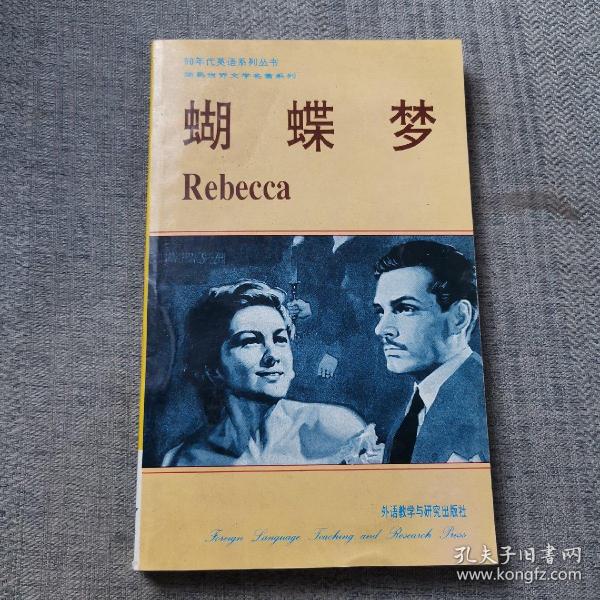 90年代英语系列丛书
简易世界文学名著系列
蝴蝶梦
Rebecca
外语教学与研究出版社
Foreign Language Teaching and Research Press
孔夫子旧书网
www.kongfz.com